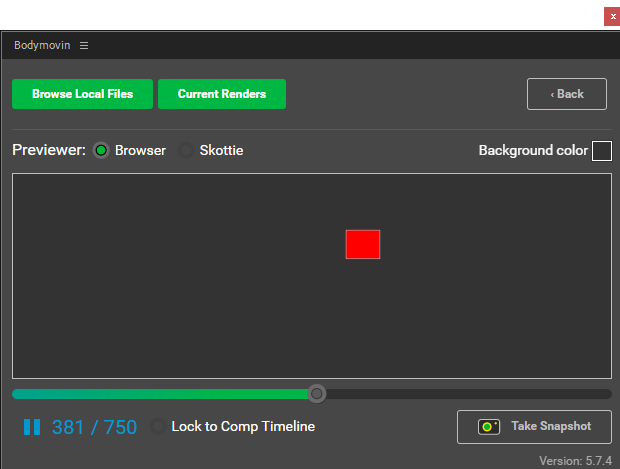 x
Bodymovin
Browse Local Files Current Renders ‹ Back
Previewer: Browser Skottie Background color
381 / 750 Lock to Comp Timeline Take Snapshot
Version: 5.7.4